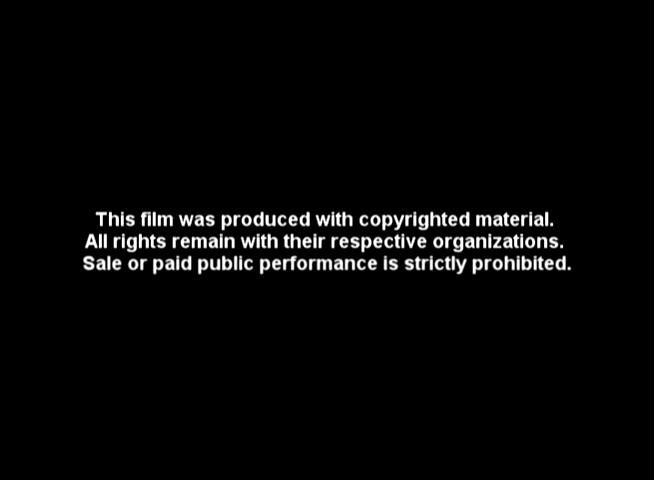 This film was produced with copyrighted material.
All rights remain with their respective organizations.
Sale or paid public performance is strictly prohibited.